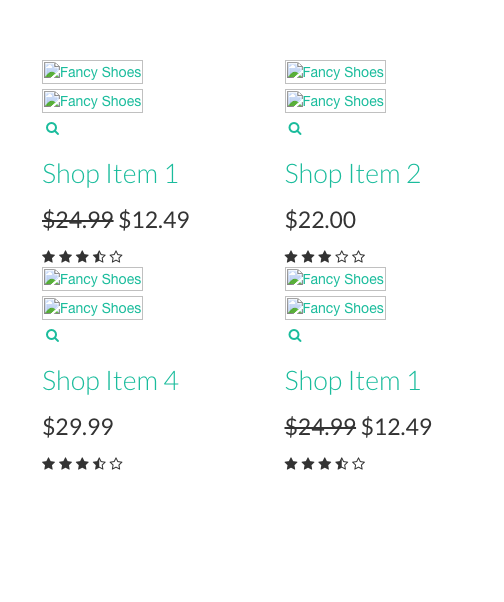 Fancy Shoes
Fancy Shoes
Shop Item 1
$24.99 $12.49
Fancy Shoes
Fancy Shoes
Shop Item 2
$22.00
Fancy Shoes
Fancy Shoes
Shop Item 4
$29.99
Fancy Shoes
Fancy Shoes
Shop Item 1
$24.99 $12.49